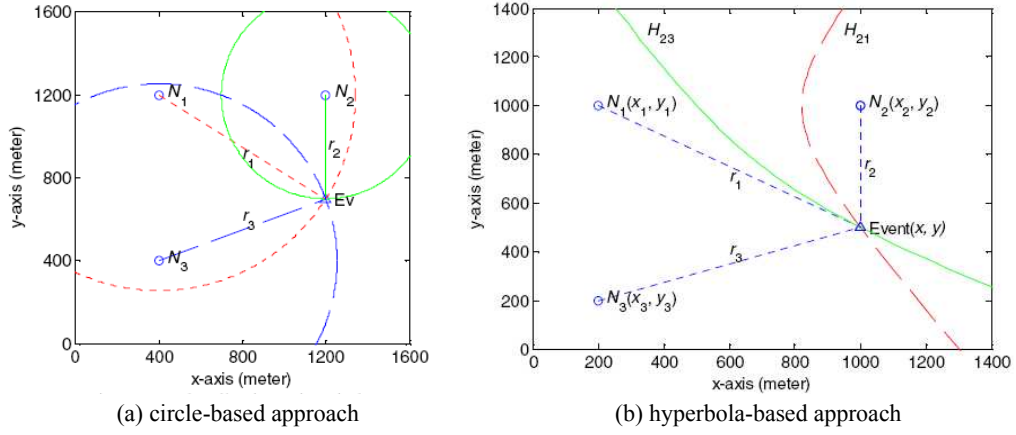 1600
1200
800
400
0
y-axis (meter)
N1
N2
r1
r2
Ev
r3
N3
0
400
800
1200
1600
x-axis (meter)
(a) circle-based approach
1400
1200
1000
800
600
400
200
0
y-axis (meter)
H23
H21
N1(x1, y1)
N2(x2, y2)
r1
r2
Event(x, y)
r3
N3(x3, y3)
0
200
400
600
800
1000
1200
1400
x-axis (meter)
(b) hyperbola-based approach